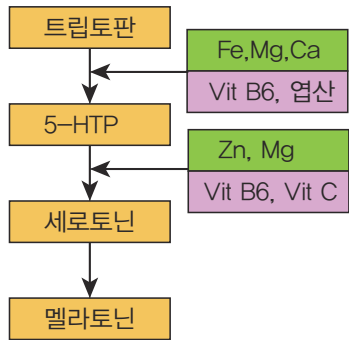 트립토판
Fe,Mg,Ca
Vit B6, 엽산
5-HTP
Zn, Mg
Vit B6, Vit C
세로토닌
멜라토닌